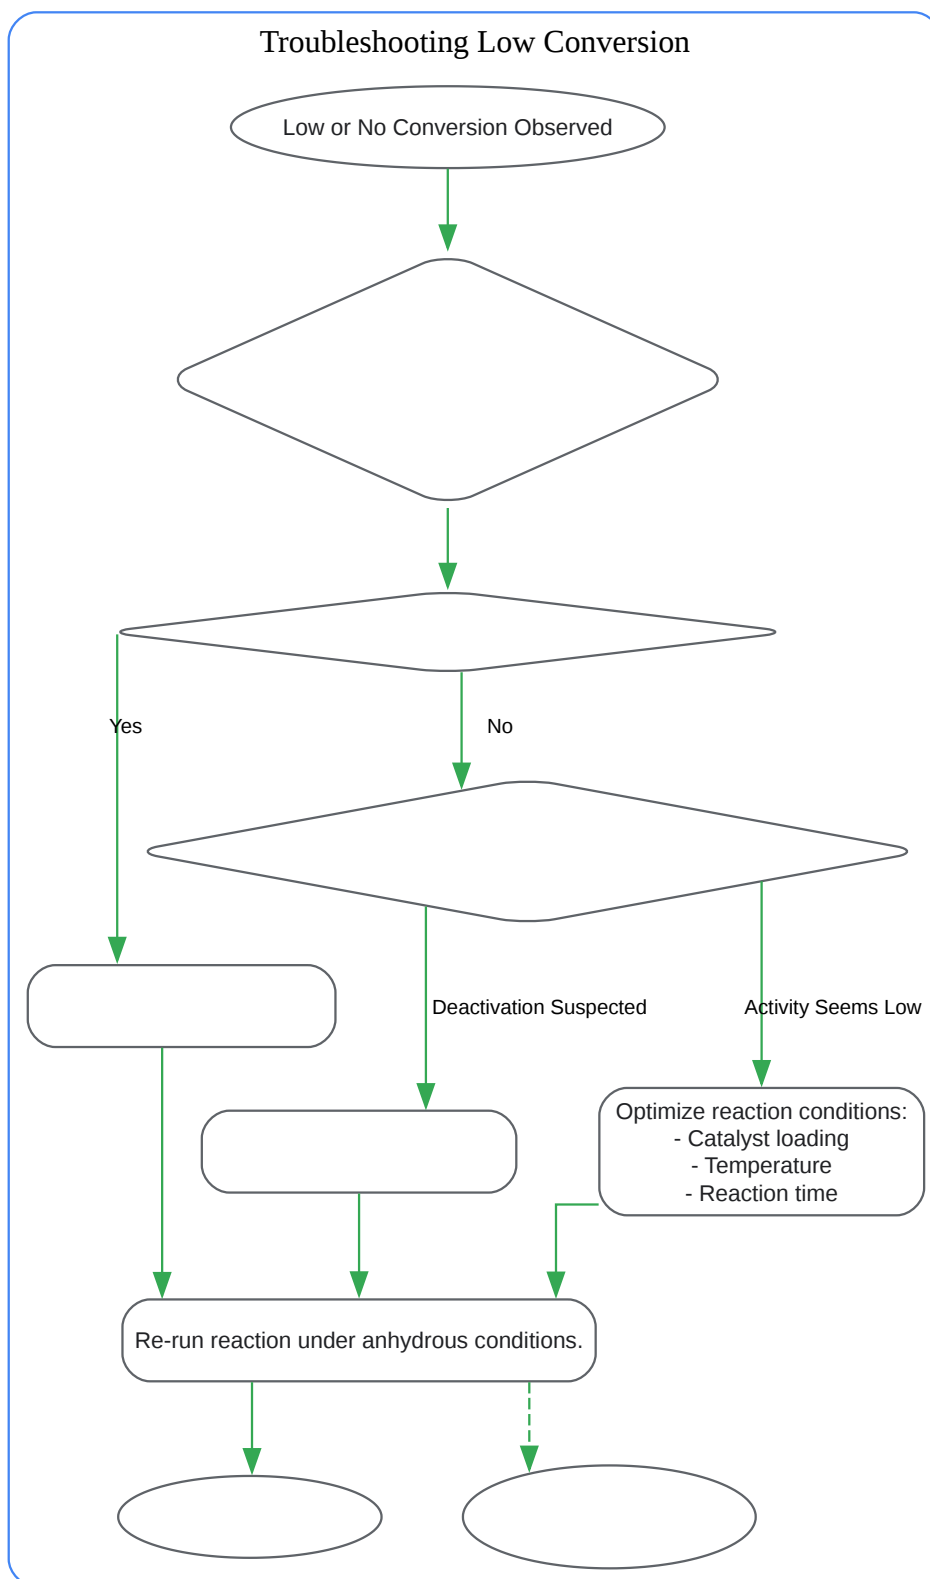 Troubleshooting Low Conversion
Low or No Conversion Observed
Yes
No
Deactivation Suspected
Activity Seems Low
Optimize reaction conditions:
- Catalyst loading
- Temperature
- Reaction time
Re-run reaction under anhydrous conditions.